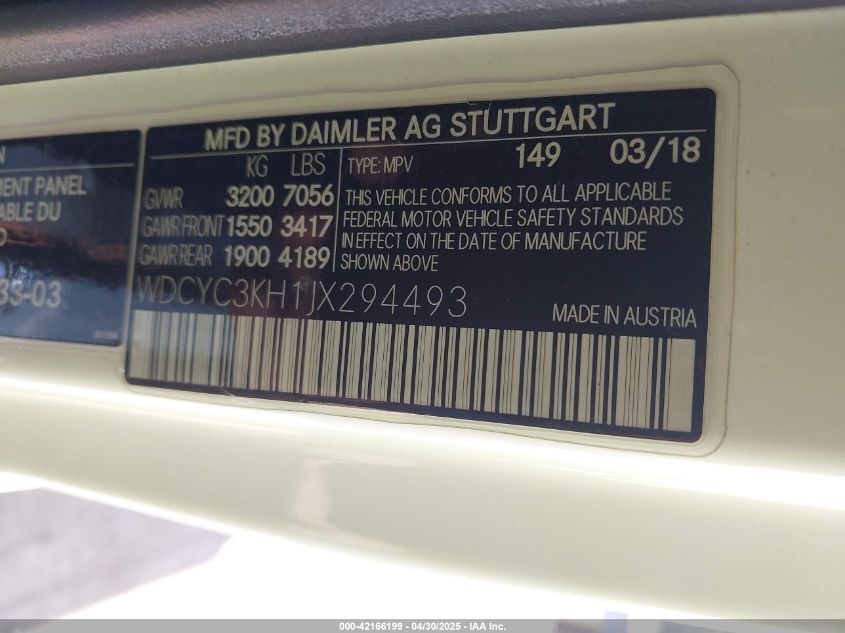 N
MENT PANEL
ABLE DU
35-03
MFD BY DAIMLER AG STUTTGART
KG LBS
GVWR 3200 7056
GAWR FRONT 1550 3417
GAWR REAR 1900 4189
TYPE: MPV 149 03/18
THIS VEHICLE CONFORMS TO ALL APPLICABLE
FEDERAL MOTOR VEHICLE SAFETY STANDARDS
IN EFFECT ON THE DATE OF MANUFACTURE
SHOWN ABOVE
WDCYC3KH1JX294493
MADE IN AUSTRIA
000-42166199 - 04/30/2025 - IAA Inc.